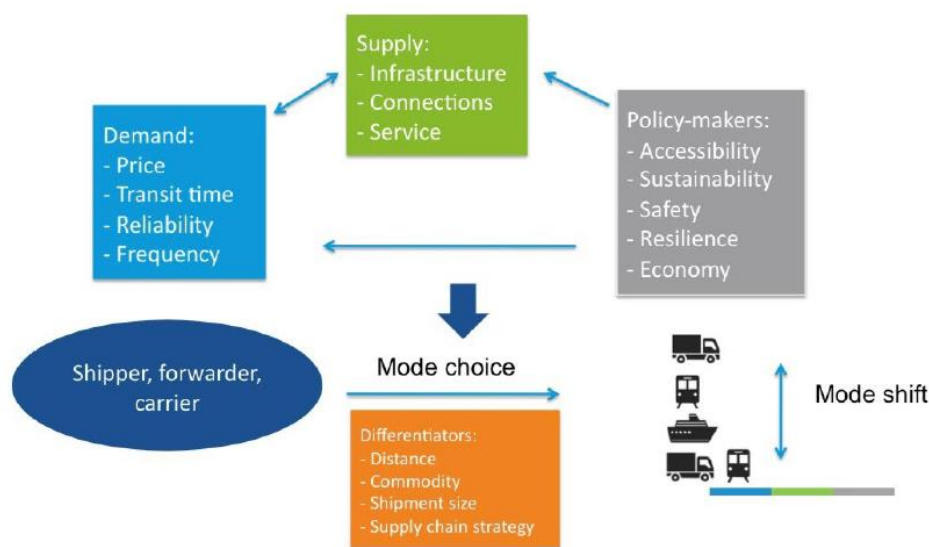 Supply:
- Infrastructure
- Connections
- Service
Demand:
- Price
- Transit time
- Reliability
- Frequency
Policy-makers:
- Accessibility
- Sustainability
- Safety
- Resilience
- Economy
Shipper, forwarder,
carrier
Mode choice
Differentiators:
- Distance
- Commodity
- Shipment size
- Supply chain strategy
Mode shift